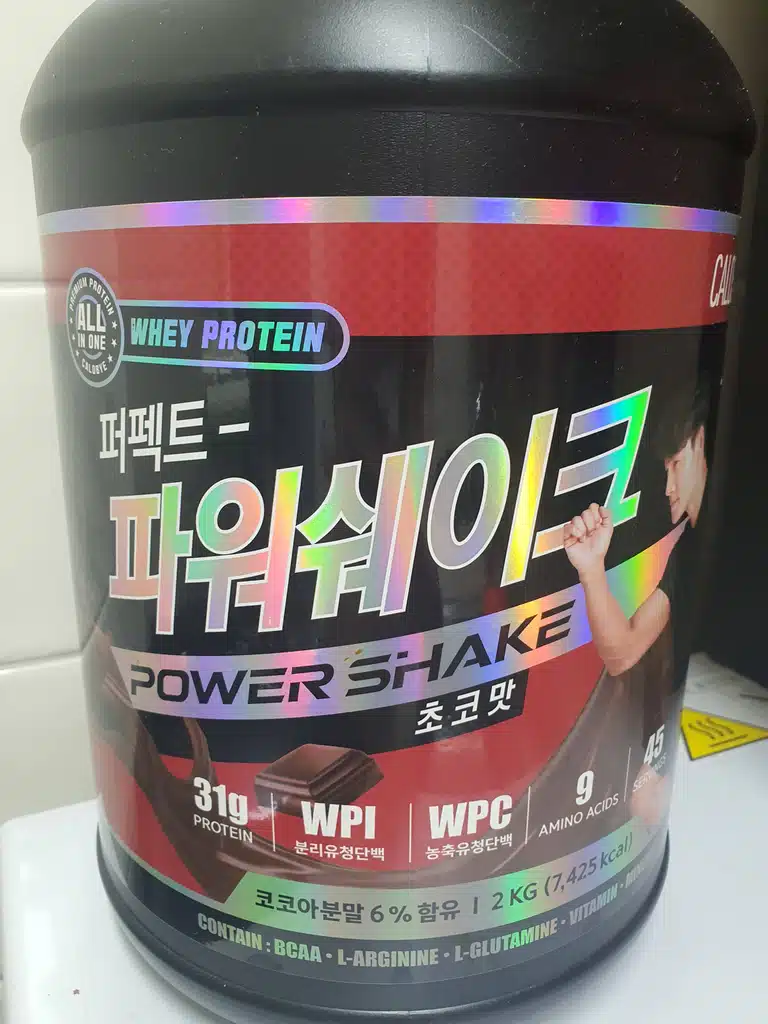 PREMIUM PROTEIN
ALL
IN ONE
CALOBYE
WHEY PROTEIN
퍼펙트-
파워쉐이크
POWER SHAKE
초코맛
31g
PROTEIN
WPI
분리유청단백
WPC
농축유청단백
9
AMINO ACIDS
45
SERVINGS
코코아분말 6% 함유 | 2 KG (7,425 kcal)
CONTAIN : BCAA · L-ARGININE · L-GLUTAMINE · VITAMIN ·